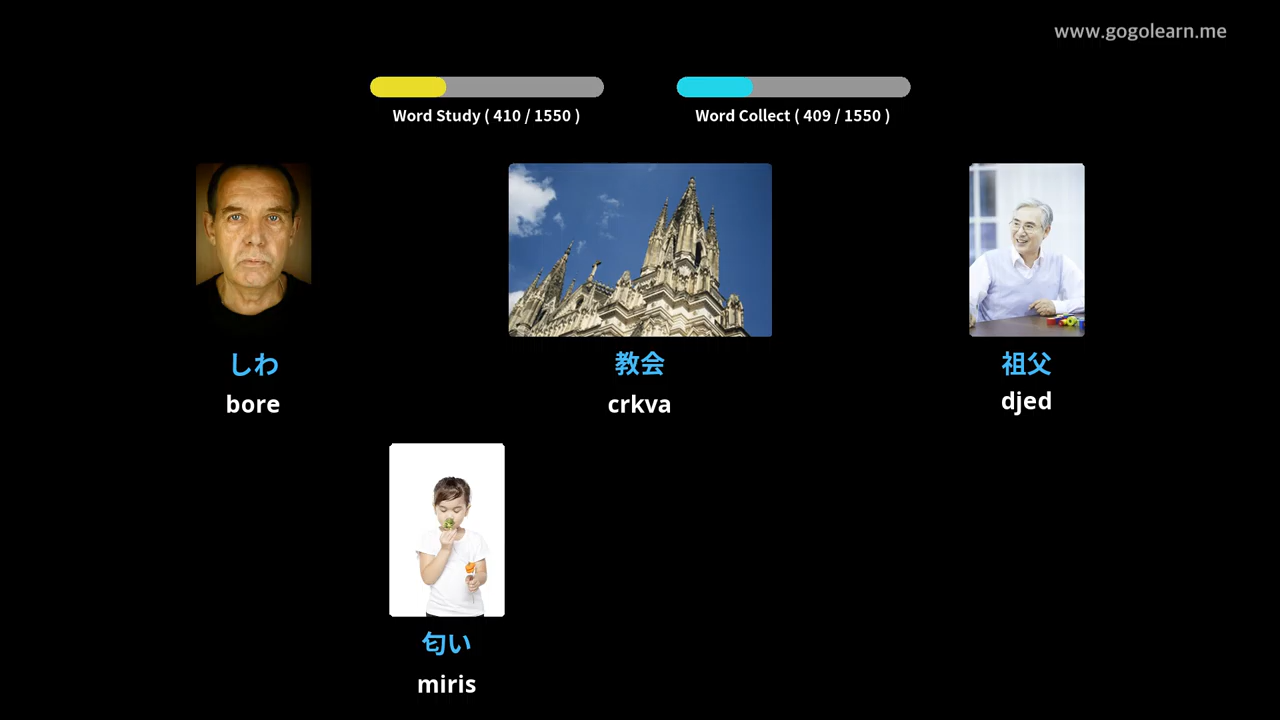 www.gogolearn.me
Word Study ( 410 / 1550 )
Word Collect ( 409 / 1550 )
しわ
bore
教会
crkva
祖父
djed
匂い
miris